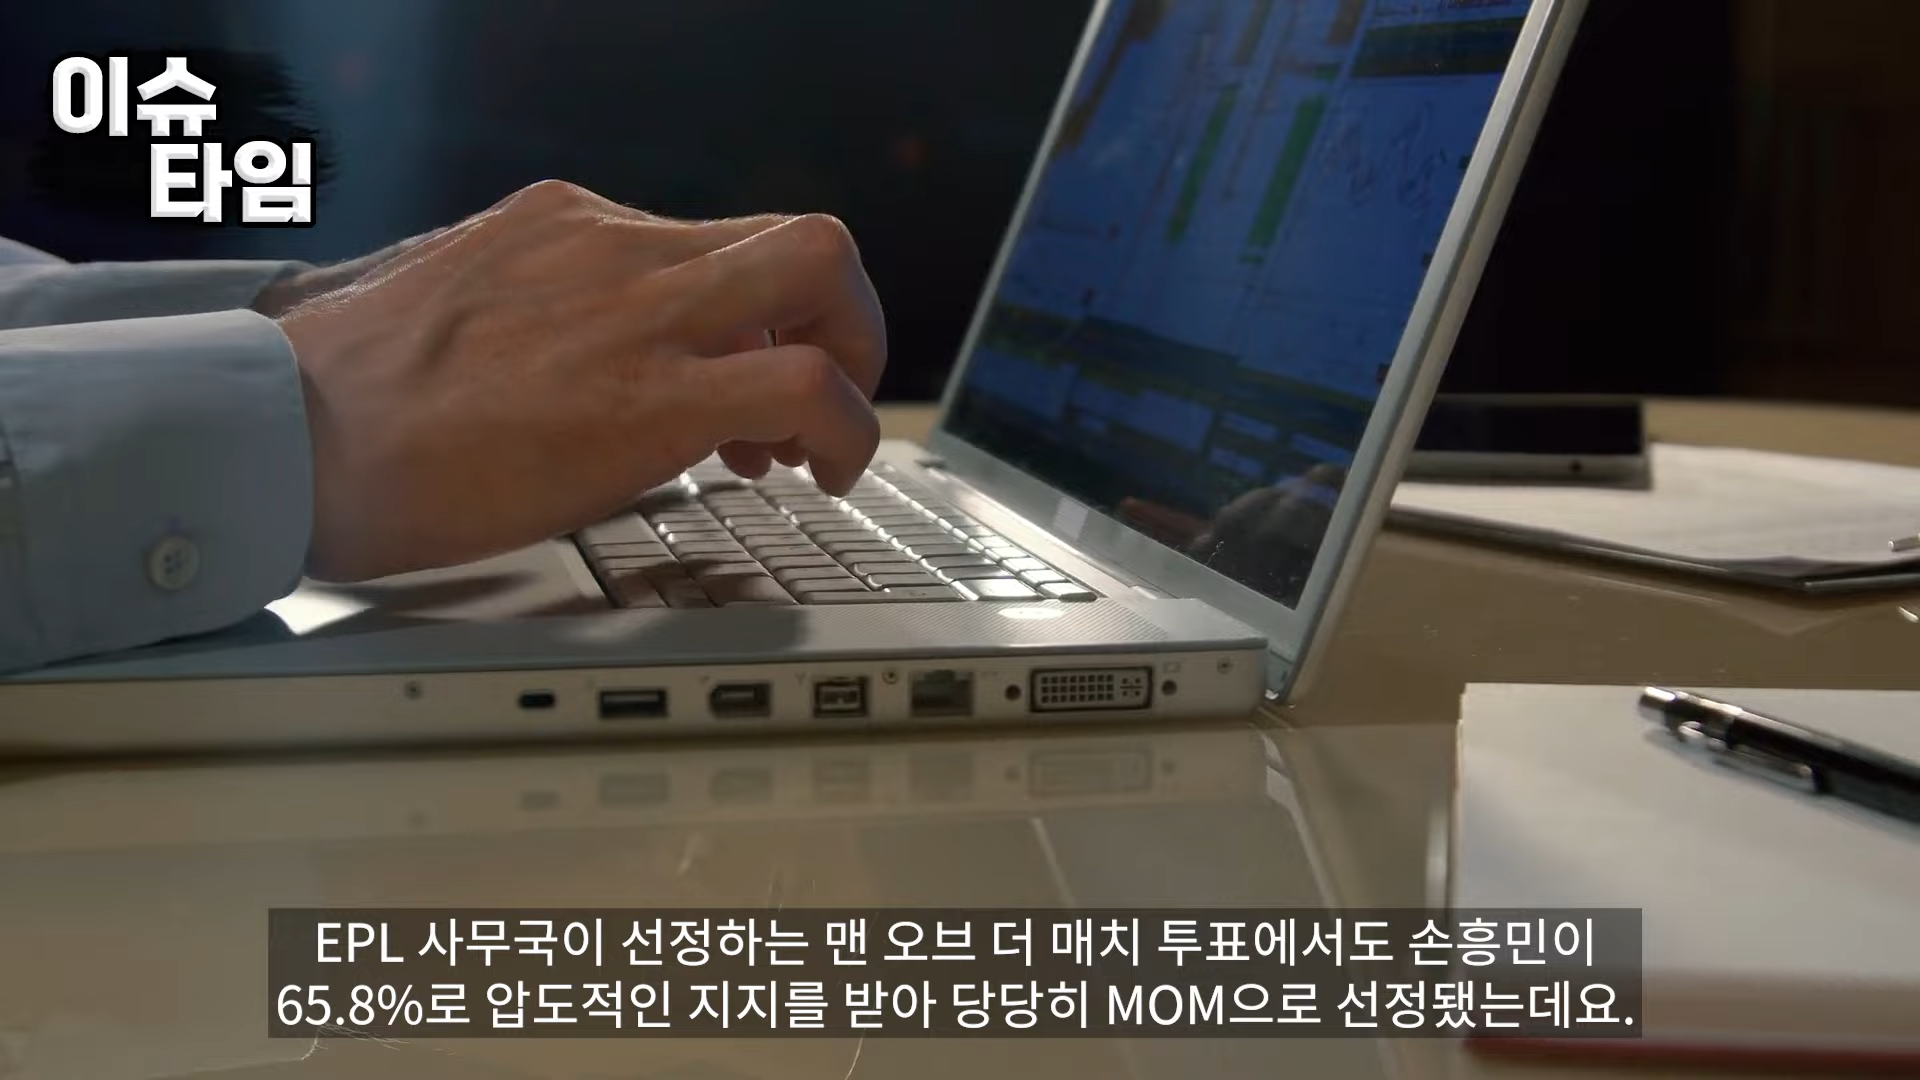 이슈
타임
EPL 사무국이 선정하는 맨 오브 더 매치 투표에서도 손흥민이
65.8%로 압도적인 지지를 받아 당당히 MOM으로 선정됐는데요.